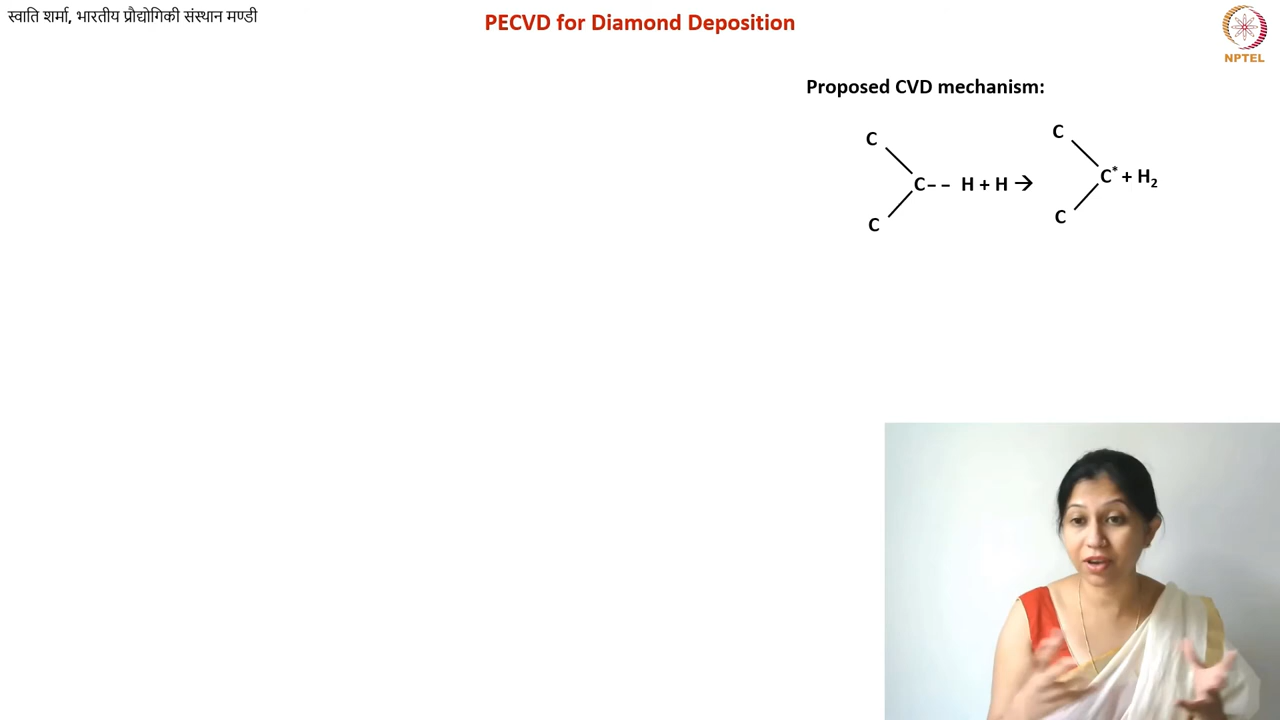 स्वाति शर्मा, भारतीय प्रौद्योगिकी संस्थान मण्डी
PECVD for Diamond Deposition
NPTEL
Proposed CVD mechanism:
C
C
C– – H + H → C* + H₂
C
C